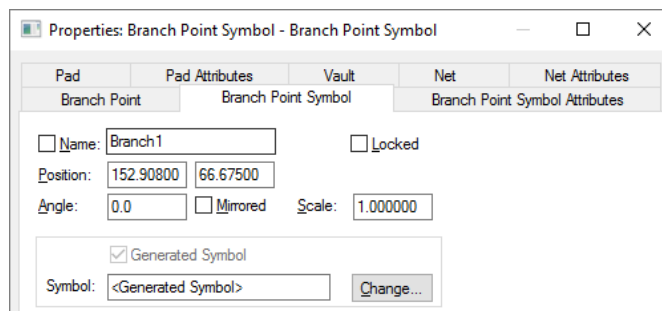 Properties: Branch Point Symbol - Branch Point Symbol
Pad Pad Attributes Vault Net Net Attributes
Branch Point Branch Point Symbol Branch Point Symbol Attributes
Name: Branch1 Locked
Position: 152.90800 66.67500
Angle: 0.0 Mirrored Scale: 1.000000
Generated Symbol
Symbol: <Generated Symbol> Change...